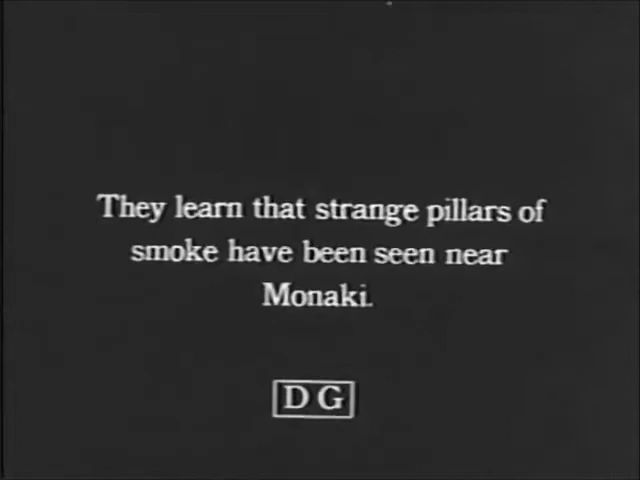 They learn that strange pillars of
smoke have been seen near
Monaki.
DG